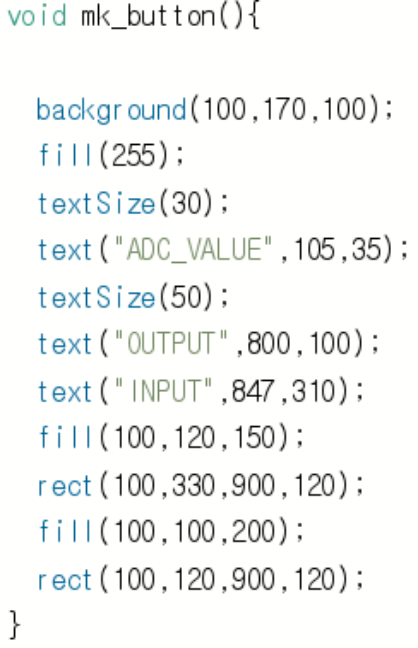 void mk_button(){
background(100,170,100);
fill(255);
textSize(30);
text("ADC_VALUE",105,35);
textSize(50);
text("OUTPUT",800,100);
text("INPUT",847,310);
fill(100,120,150);
rect(100,330,900,120);
fill(100,100,200);
rect(100,120,900,120);
}